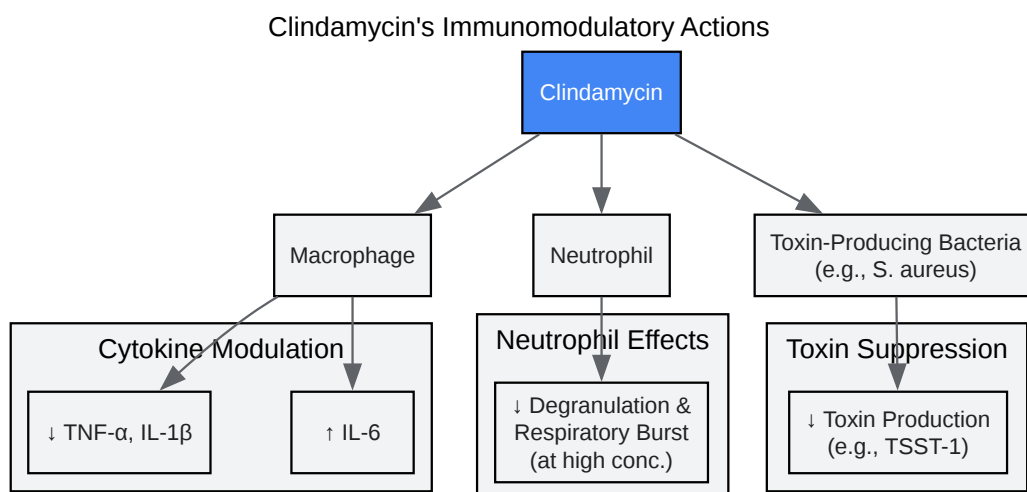 Clindamycin's Immunomodulatory Actions
Clindamycin
Macrophage
Neutrophil
Toxin-Producing Bacteria
(e.g., S. aureus)
Cytokine Modulation
Neutrophil Effects
Toxin Suppression
↓ TNF-α, IL-1β
↑ IL-6
↓ Degranulation &
Respiratory Burst
(at high conc.)
↓ Toxin Production
(e.g., TSST-1)